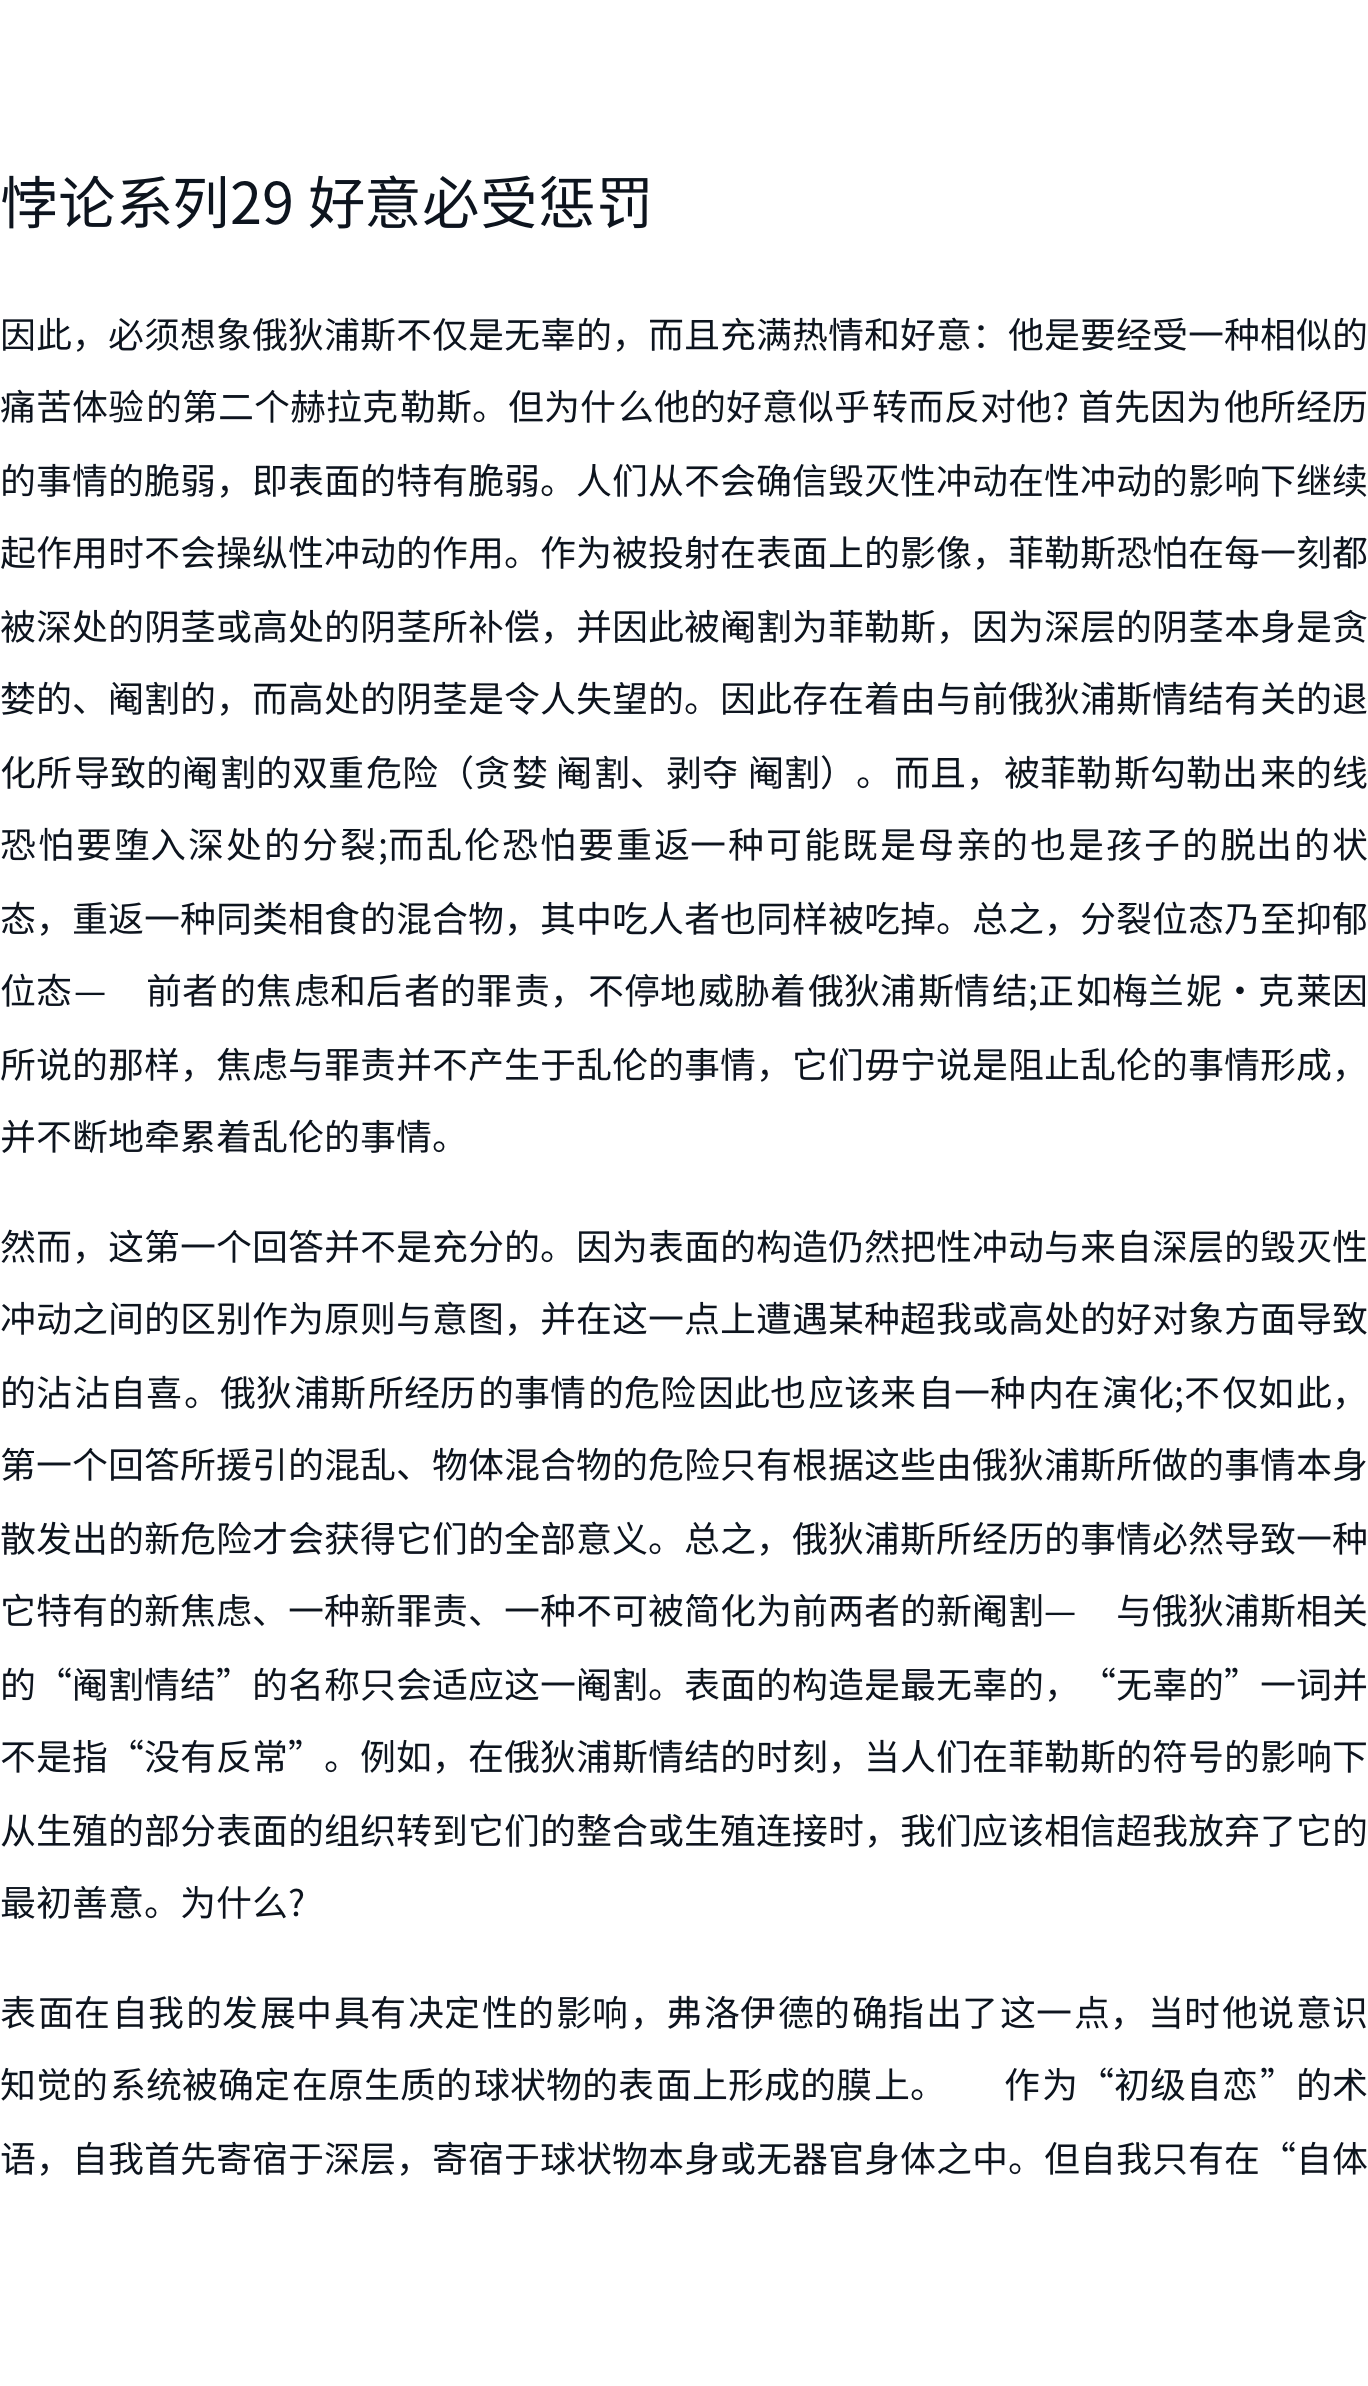 悖论系列29 好意必受惩罚
因此，必须想象俄狄浦斯不仅是无辜的，而且充满热情和好意：他是要经受一种相似的
痛苦体验的第二个赫拉克勒斯。但为什么他的好意似乎转而反对他? 首先因为他所经历
的事情的脆弱，即表面的特有脆弱。人们从不会确信毁灭性冲动在性冲动的影响下继续
起作用时不会操纵性冲动的作用。作为被投射在表面上的影像，菲勒斯恐怕在每一刻都
被深处的阴茎或高处的阴茎所补偿，并因此被阉割为菲勒斯，因为深层的阴茎本身是贪
婪的、阉割的，而高处的阴茎是令人失望的。因此存在着由与前俄狄浦斯情结有关的退
化所导致的阉割的双重危险（贪婪 阉割、剥夺 阉割）。而且，被菲勒斯勾勒出来的线
恐怕要堕入深处的分裂;而乱伦恐怕要重返一种可能既是母亲的也是孩子的脱出的状
态，重返一种同类相食的混合物，其中吃人者也同样被吃掉。总之，分裂位态乃至抑郁
位态—　前者的焦虑和后者的罪责，不停地威胁着俄狄浦斯情结;正如梅兰妮・克莱因
所说的那样，焦虑与罪责并不产生于乱伦的事情，它们毋宁说是阻止乱伦的事情形成，
并不断地牵累着乱伦的事情。
然而，这第一个回答并不是充分的。因为表面的构造仍然把性冲动与来自深层的毁灭性
冲动之间的区别作为原则与意图，并在这一点上遭遇某种超我或高处的好对象方面导致
的沾沾自喜。俄狄浦斯所经历的事情的危险因此也应该来自一种内在演化;不仅如此，
第一个回答所援引的混乱、物体混合物的危险只有根据这些由俄狄浦斯所做的事情本身
散发出的新危险才会获得它们的全部意义。总之，俄狄浦斯所经历的事情必然导致一种
它特有的新焦虑、一种新罪责、一种不可被简化为前两者的新阉割—　与俄狄浦斯相关
的“阉割情结”的名称只会适应这一阉割。表面的构造是最无辜的，“无辜的”一词并
不是指“没有反常”。例如，在俄狄浦斯情结的时刻，当人们在菲勒斯的符号的影响下
从生殖的部分表面的组织转到它们的整合或生殖连接时，我们应该相信超我放弃了它的
最初善意。为什么?
表面在自我的发展中具有决定性的影响，弗洛伊德的确指出了这一点，当时他说意识
知觉的系统被确定在原生质的球状物的表面上形成的膜上。　　作为“初级自恋”的术
语，自我首先寄宿于深层，寄宿于球状物本身或无器官身体之中。但自我只有在“自体